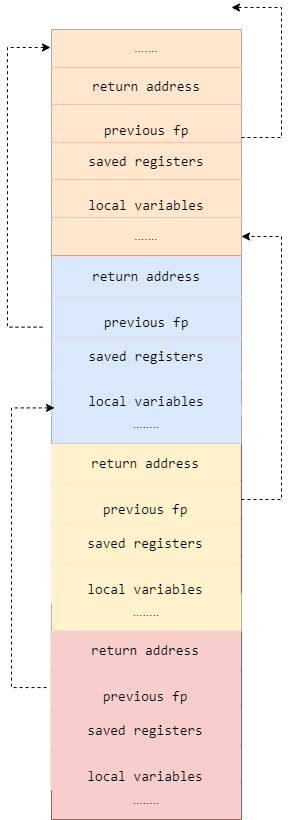 .......
return address
previous fp
saved registers
local variables
.......
return address
previous fp
saved registers
local variables
........
return address
previous fp
saved registers
local variables
........
return address
previous fp
saved registers
local variables
........